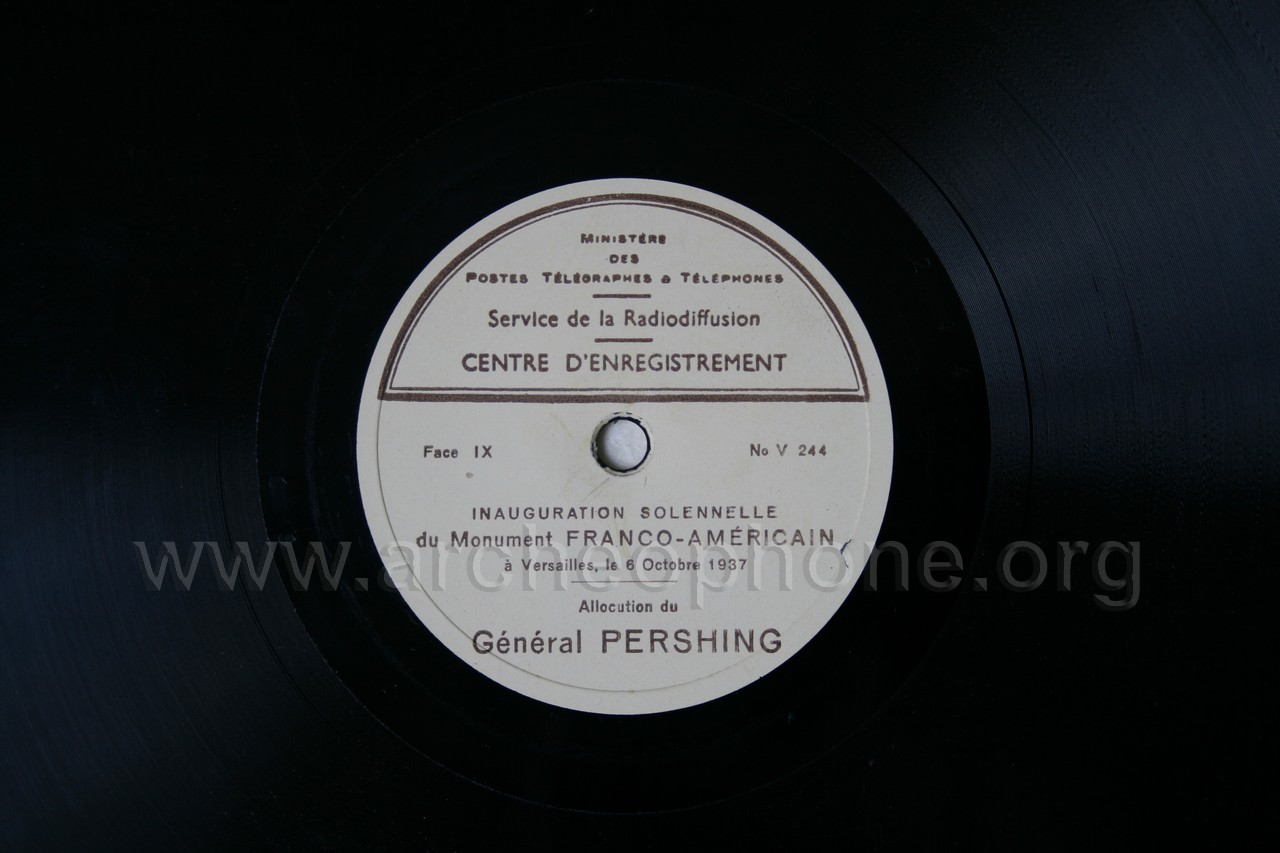 MINISTÉRE
DES
POSTES TÉLÉGRAPHES & TÉLÉPHONES
Service de la Radiodiffusion
CENTRE D'ENREGISTREMENT
Face IX No V 244
INAUGURATION SOLENNELLE
du Monument FRANCO-AMÉRICAIN
www.archeophone.org
à Versailles, le 6 Octobre 1937
Allocution du
Général PERSHING